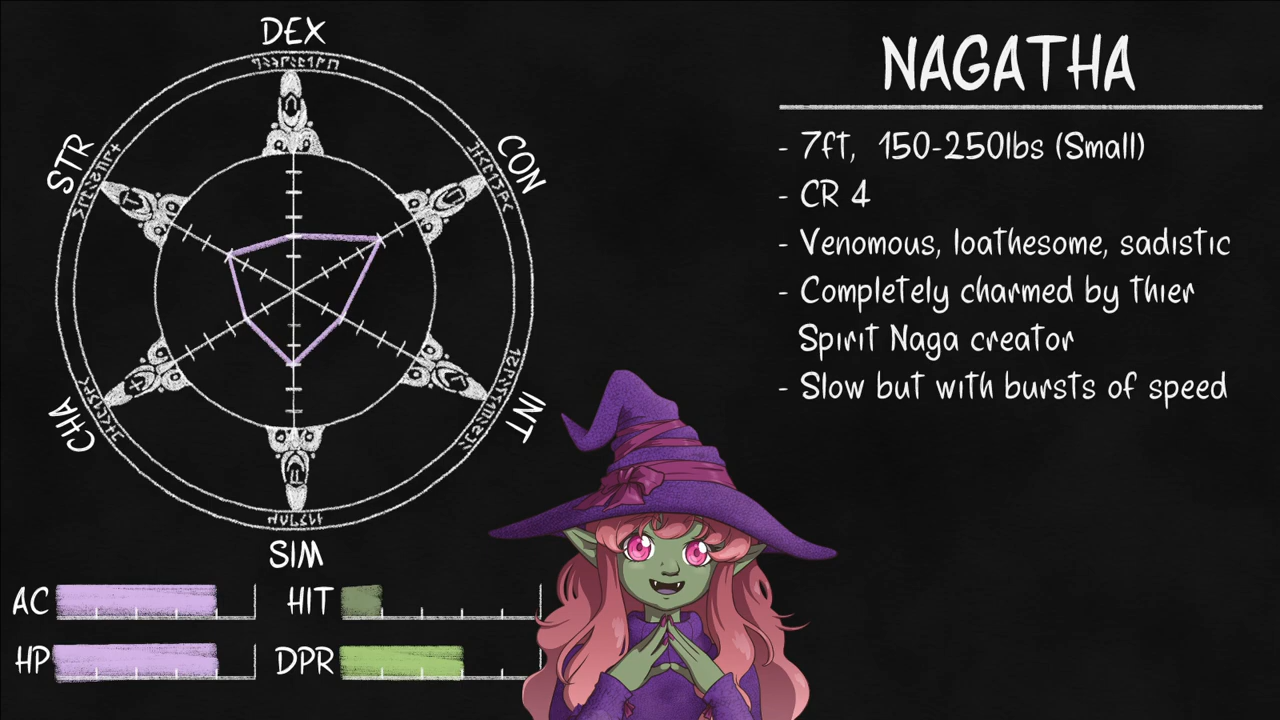 DEX
STR
CON
CHA
INT
SIM
AC
HIT
HP
DPR
NAGATHA
- 7ft, 150-250lbs (Small)
- CR 4
- Venomous, loathesome, sadistic
- Completely charmed by thier
Spirit Naga creator
- Slow but with bursts of speed